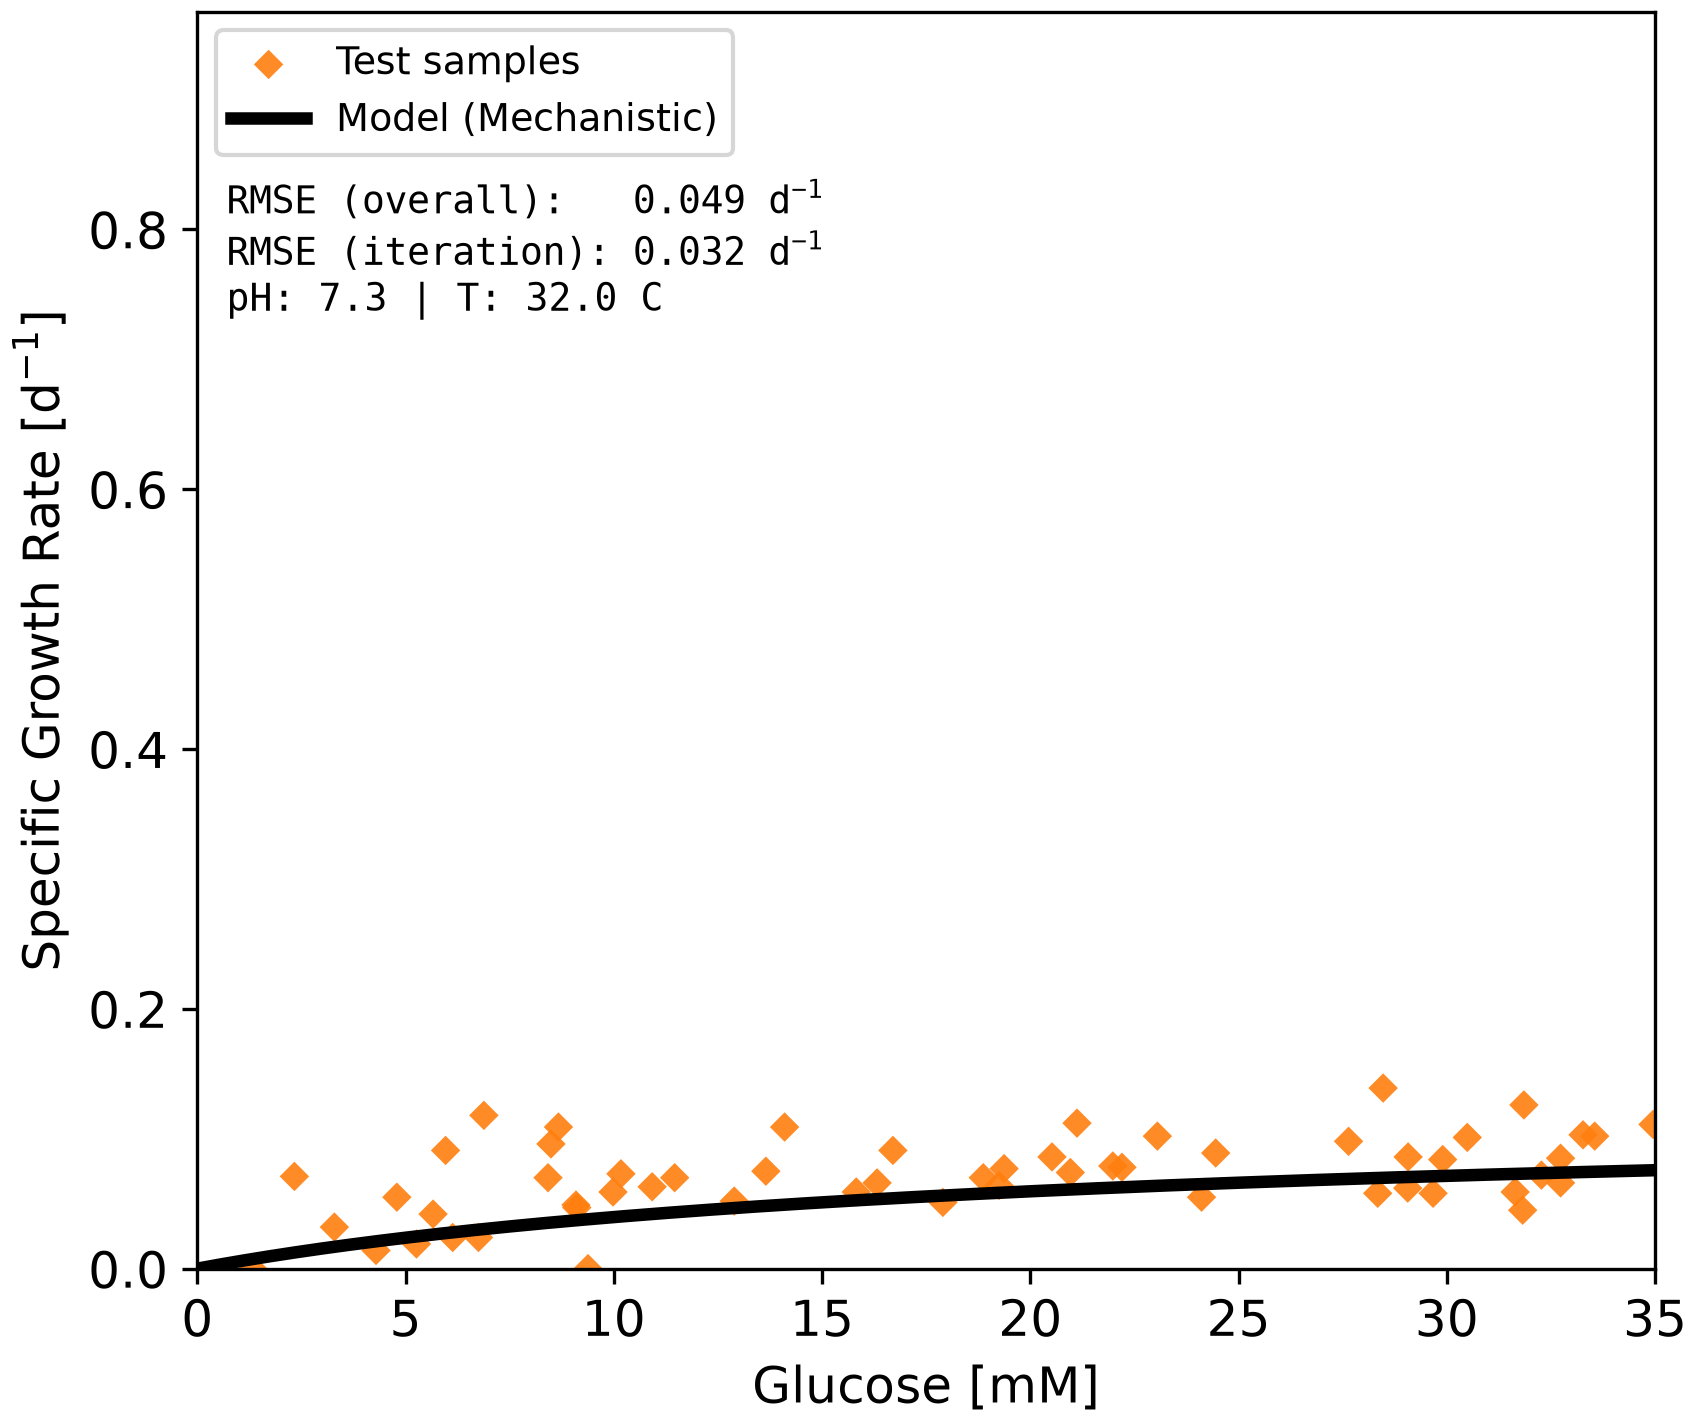 Test samples
Model (Mechanistic)
RMSE (overall): 0.049 d⁻¹
RMSE (iteration): 0.032 d⁻¹
pH: 7.3 | T: 32.0 C
Specific Growth Rate [d⁻¹]
0.8
0.6
0.4
0.2
0.0
0 5 10 15 20 25 30 35
Glucose [mM]